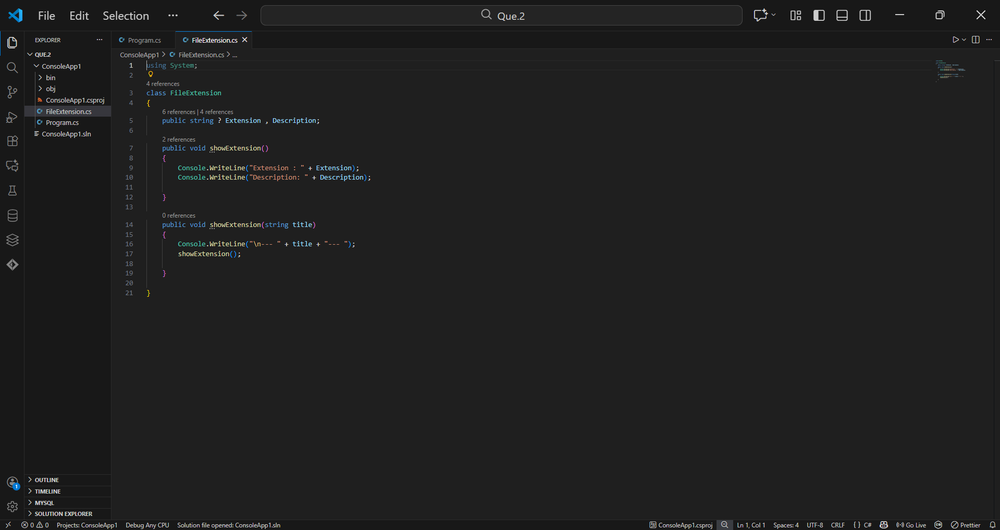 File Edit Selection ··· Que.2
EXPLORER ···
QUE.2
ConsoleApp1
bin
obj
ConsoleApp1.csproj
FileExtension.cs
Program.cs
ConsoleApp1.sln
OUTLINE
TIMELINE
MYSQL
SOLUTION EXPLORER
Program.cs FileExtension.cs
ConsoleApp1 > FileExtension.cs > ...
1 using System;
2
4 references
3 class FileExtension
4 {
6 references | 4 references
5 public string ? Extension , Description;
6
2 references
7 public void showExtension()
8 {
9 Console.WriteLine("Extension : " + Extension);
10 Console.WriteLine("Description: " + Description);
11
12 }
13
0 references
14 public void showExtension(string title)
15 {
16 Console.WriteLine("\n--- " + title + "--- ");
17 showExtension();
18
19 }
20
21 }
1
0 0 Projects: ConsoleApp1 Debug Any CPU Solution file opened: ConsoleApp1.sln ConsoleApp1.csproj Ln 1, Col 1 Spaces: 4 UTF-8 CRLF { } C# Go Live Prettier